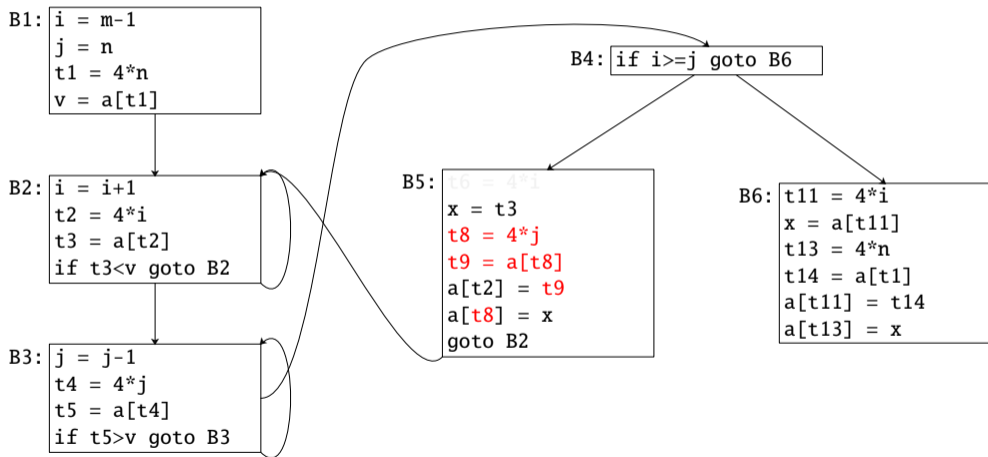 B1: i = m-1
j = n
t1 = 4*n
v = a[t1]
B2: i = i+1
t2 = 4*i
t3 = a[t2]
if t3<v goto B2
B3: j = j-1
t4 = 4*j
t5 = a[t4]
if t5>v goto B3
B4: if i>=j goto B6
B5: t6 = 4*i
x = t3
t8 = 4*j
t9 = a[t8]
a[t2] = t9
a[t8] = x
goto B2
B6: t11 = 4*i
x = a[t11]
t13 = 4*n
t14 = a[t1]
a[t11] = t14
a[t13] = x